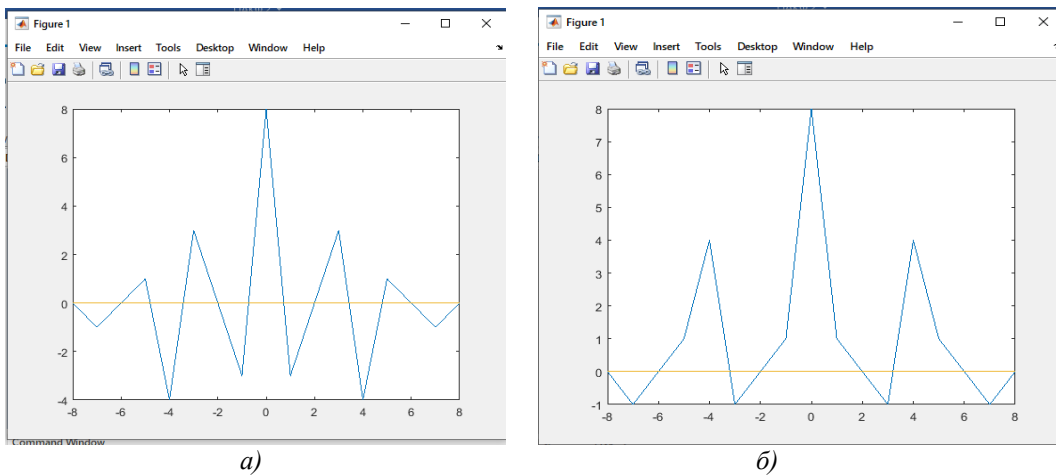 Figure 1
File Edit View Insert Tools Desktop Window Help
8
6
4
2
0
-2
-4
-8 -6 -4 -2 0 2 4 6 8
Command Window
а)
Figure 1
File Edit View Insert Tools Desktop Window Help
8
7
6
5
4
3
2
1
0
-1
-8 -6 -4 -2 0 2 4 6 8
б)